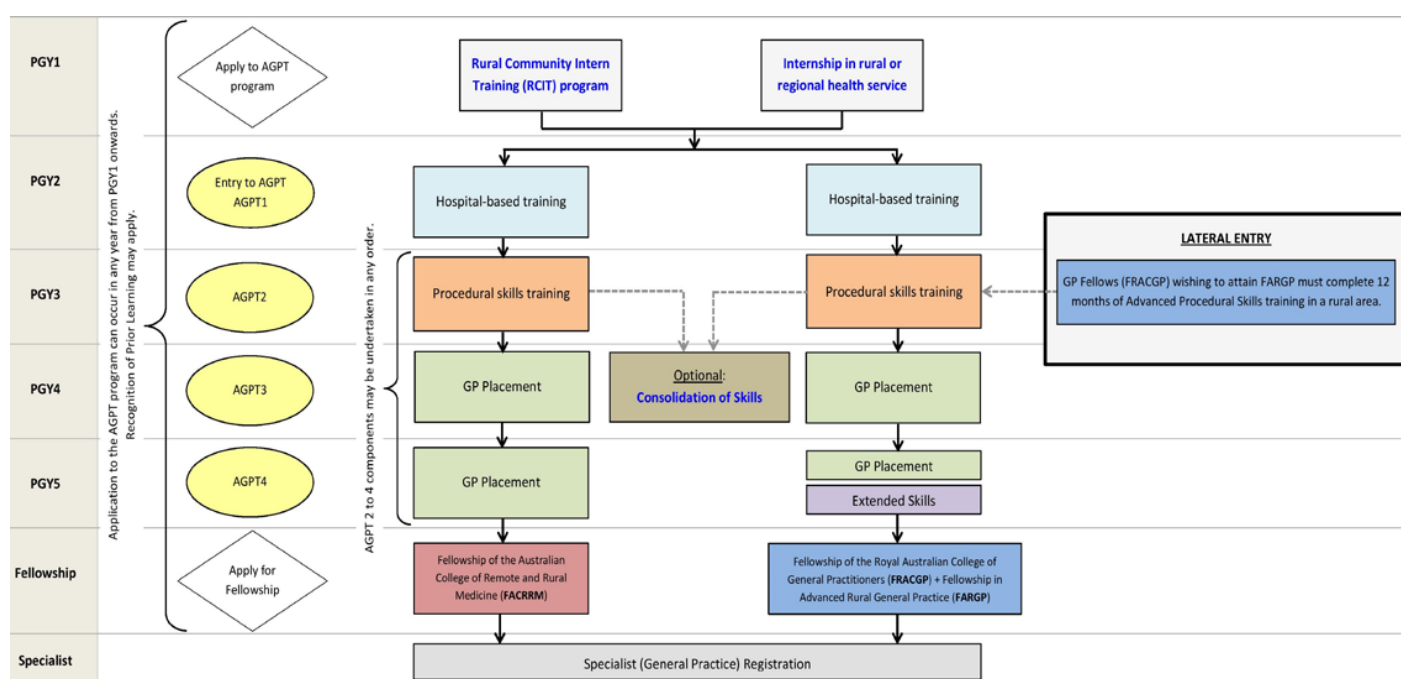 PGY1
Apply to AGPT
program
Rural Community Intern
Training (RCIT) program
Internship in rural or
regional health service
Application to the AGPT program can occur in any year from PGY1 onwards.
Recognition of Prior Learning may apply.
PGY2
Entry to AGPT
AGPT1
Hospital-based training
Hospital-based training
LATERAL ENTRY
GP Fellows (FRACGP) wishing to attain FARGP must complete 12
months of Advanced Procedural Skills training in a rural area.
AGPT 2 to 4 components may be undertaken in any order.
PGY3
AGPT2
Procedural skills training
Procedural skills training
PGY4
AGPT3
GP Placement
Optional:
Consolidation of Skills
GP Placement
PGY5
AGPT4
GP Placement
GP Placement
Extended Skills
Fellowship
Apply for
Fellowship
Fellowship of the Australian
College of Remote and Rural
Medicine (FACRRM)
Fellowship of the Royal Australian College of
General Practitioners (FRACGP) + Fellowship in
Advanced Rural General Practice (FARGP)
Specialist
Specialist (General Practice) Registration